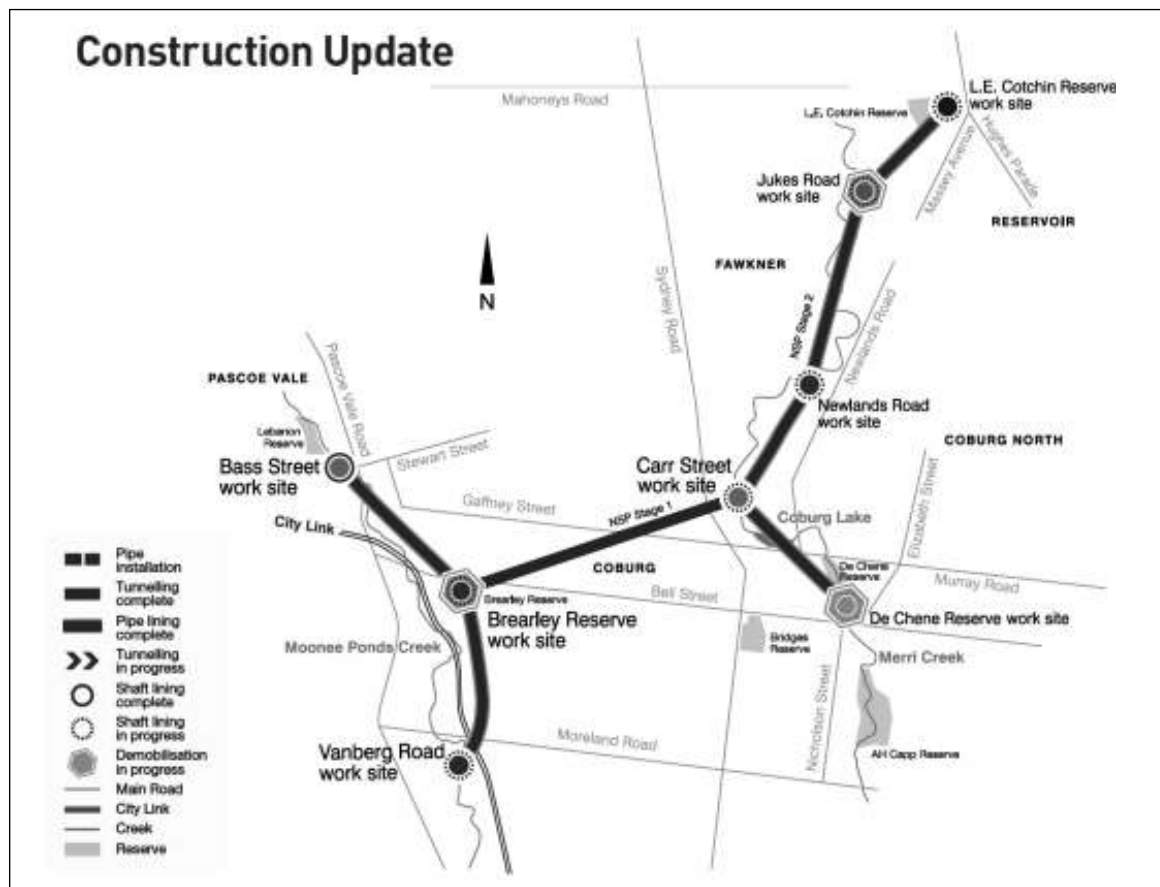 Construction Update
Mahoneys Road
L.E. Cotchin Reserve
work site
L.E. Cotchin Reserve
Massey Avenue
Hughes Parade
Jukes Road
work site
RESERVOIR
FAWKNER
Sydney Road
N
NSP Stage 2
Newlands Road
Pascoe Vale Road
PASCOE VALE
Newlands Road
work site
Lebanon
Reserve
Stewart Street
COBURG NORTH
Bass Street
work site
Carr Street
work site
Elizabeth Street
Gaffney Street
NSP Stage 1
Coburg Lake
City Link
COBURG
De Chene
Reserve
Murray Road
Bell Street
Brearley Reserve
Brearley Reserve
work site
De Chene Reserve work site
Bridges
Reserve
Moonee Ponds Creek
Merri Creek
Nicholson Street
Moreland Road
Vanberg Road
work site
AH Capp Reserve
Pipe
installation
Tunnelling
complete
Pipe lining
complete
Tunnelling
in progress
Shaft lining
complete
Shaft lining
in progress
Demobilisation
in progress
Main Road
City Link
Creek
Reserve